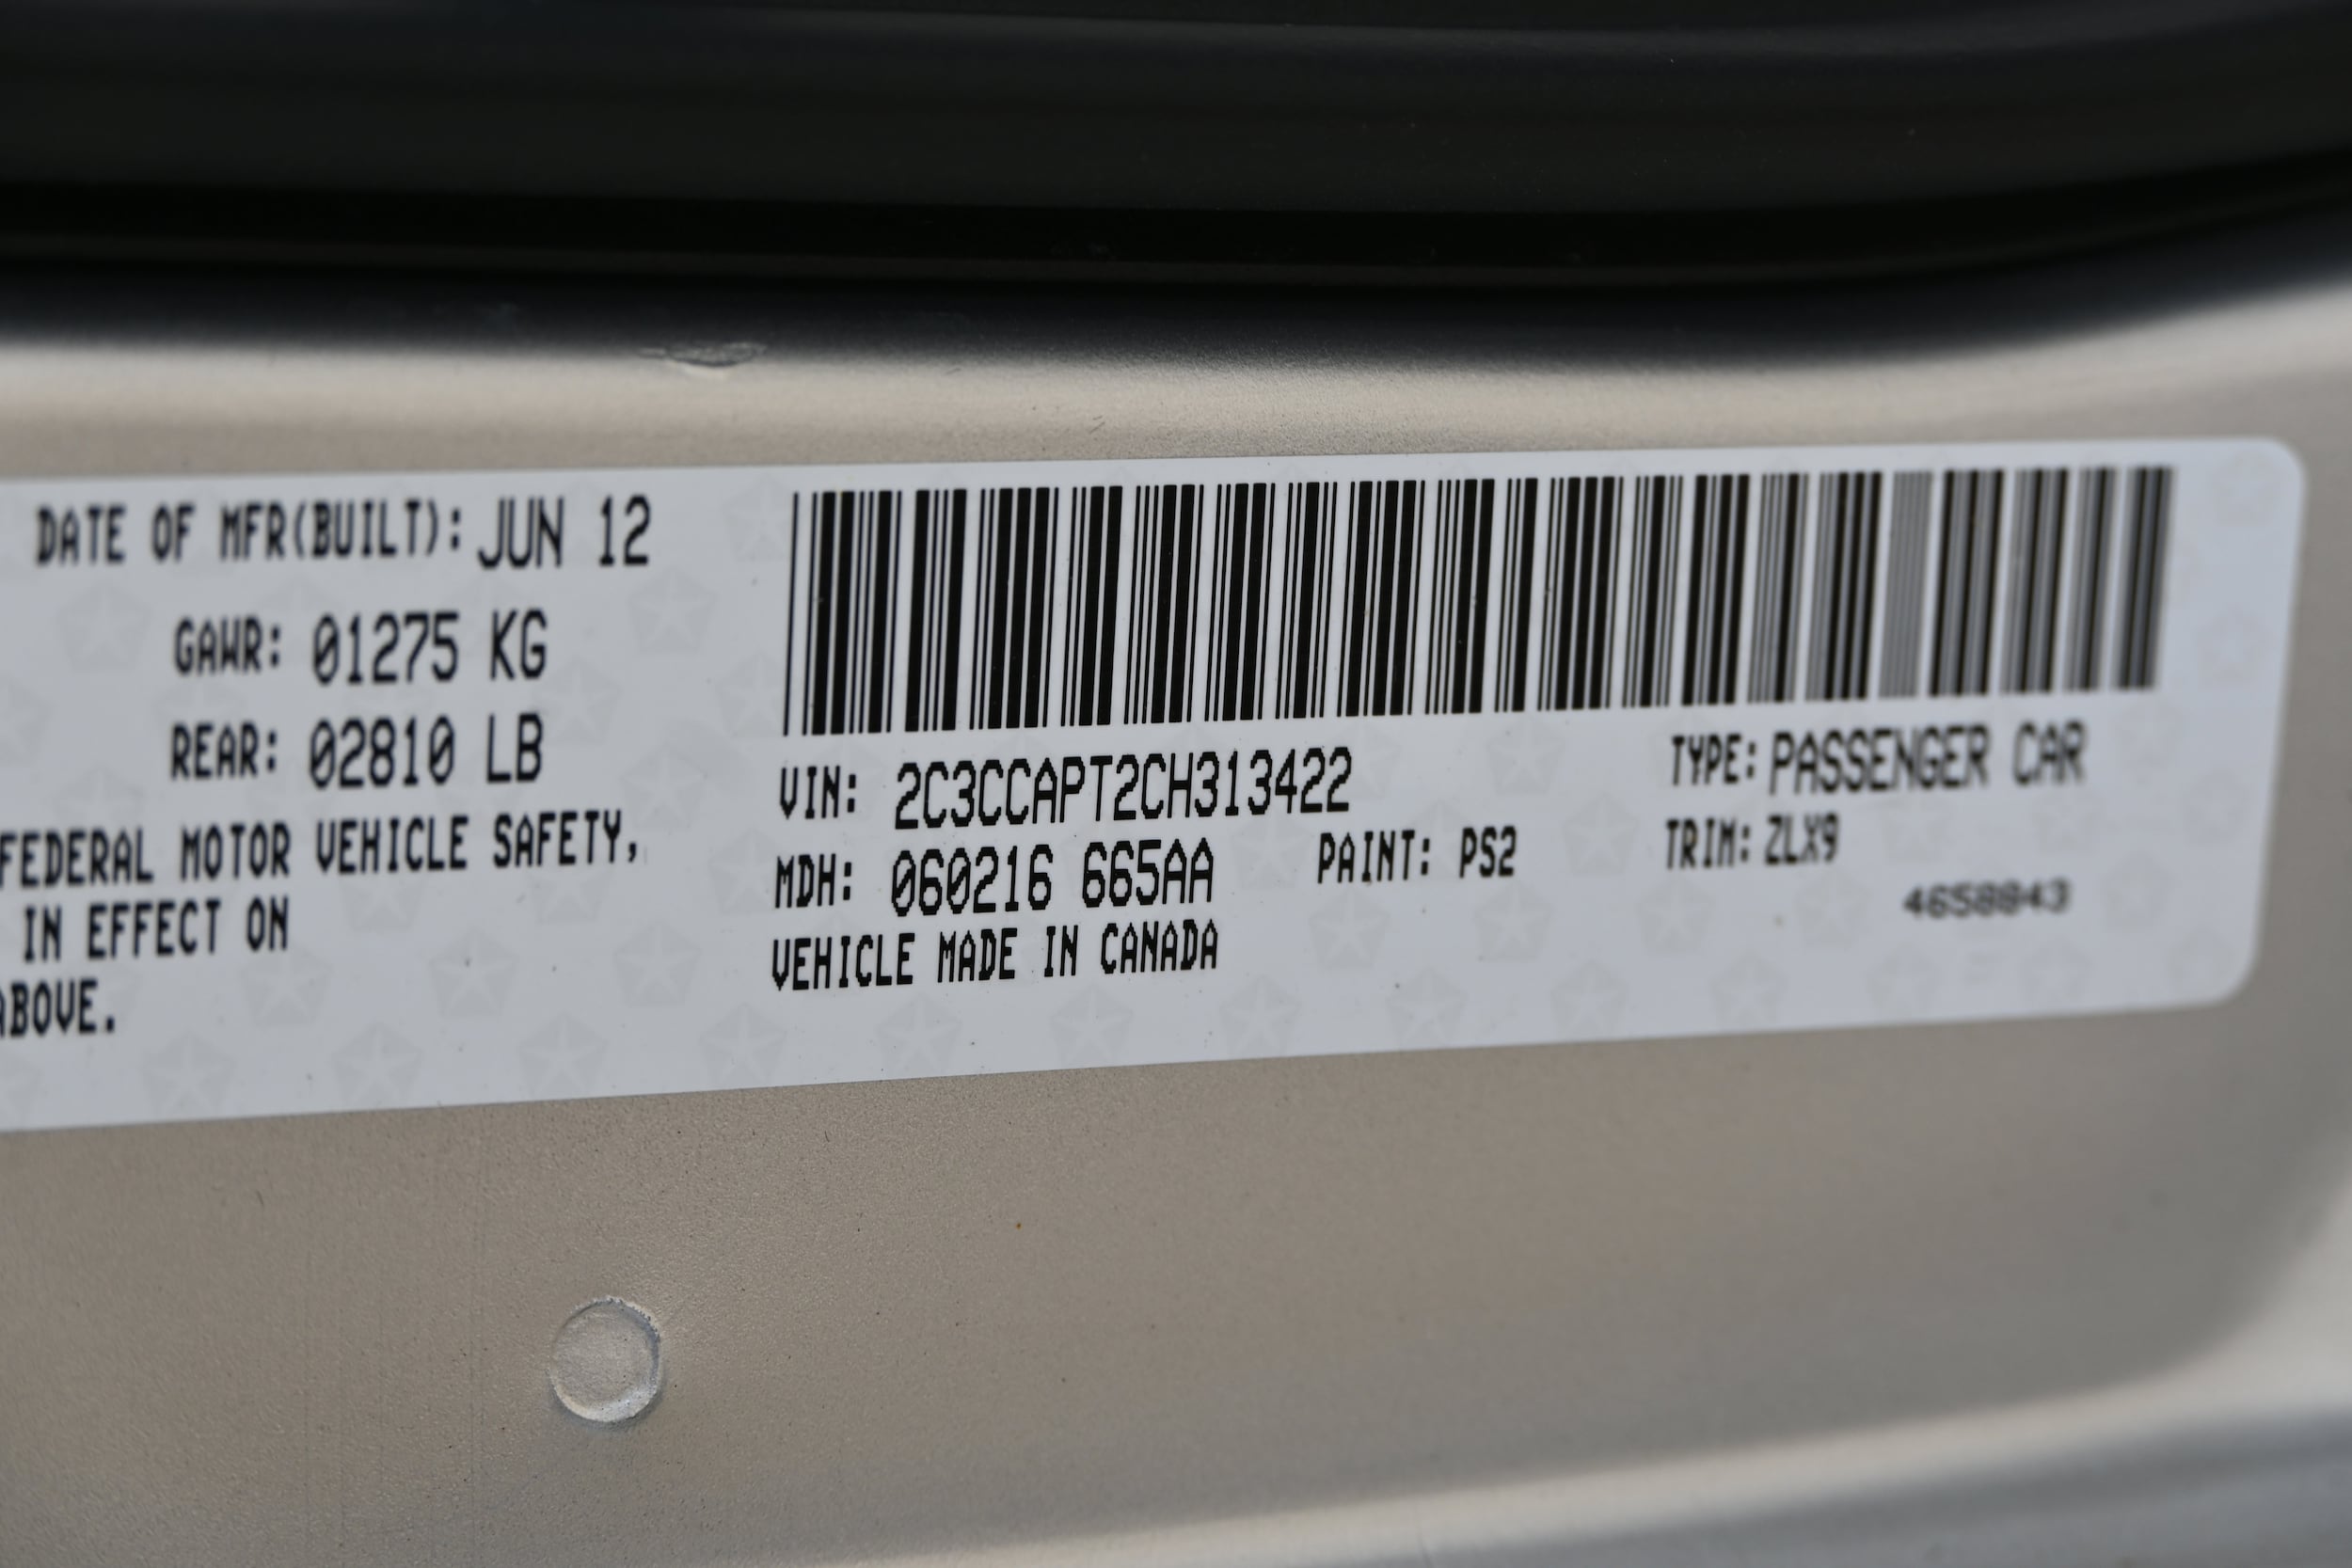 DATE OF MFR(BUILT): JUN 12
GAWR: 01275 KG
REAR: 02810 LB
FEDERAL MOTOR VEHICLE SAFETY,
IN EFFECT ON
ABOVE.
VIN: 2C3CCAPT2CH313422
TYPE: PASSENGER CAR
MDH: 060216 665AA
PAINT: PS2
TRIM: ZLX9
VEHICLE MADE IN CANADA
4658843